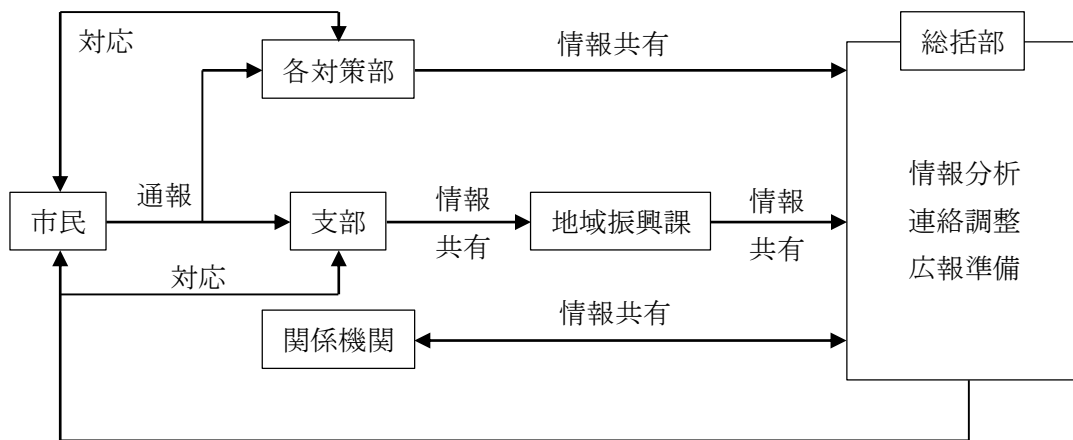 対応
情報共有
総括部
各対策部
情報分析
連絡調整
広報準備
通報
市民
支部
情報
共有
地域振興課
情報
共有
対応
関係機関
情報共有